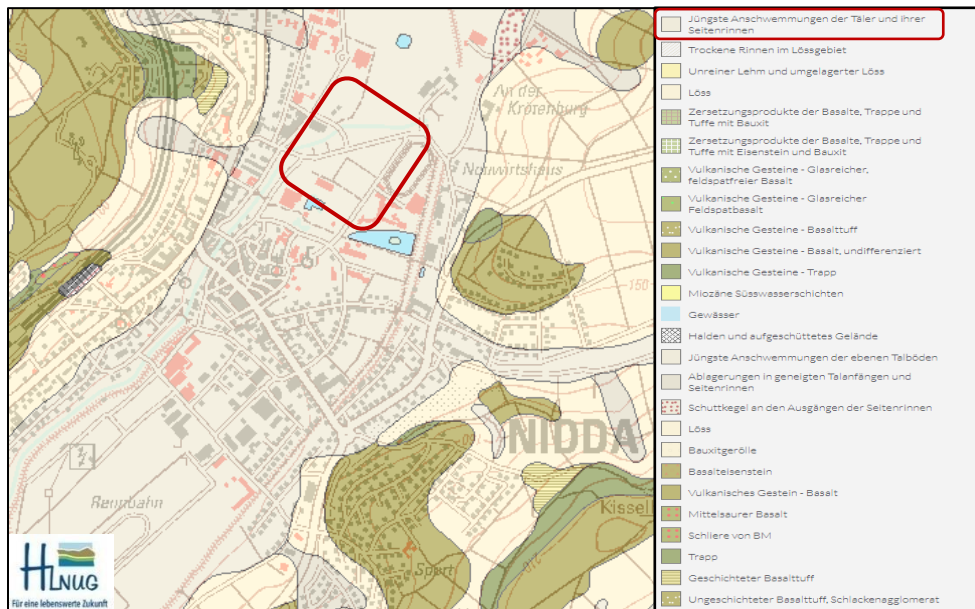 An der
Krötenburg
Neuwirtshaus
150
NIDDA
Rennbahn
Kissel
Sport
HLNUG
Für eine lebenswerte Zukunft
Jüngste Anschwemmungen der Täler und ihrer
Seitenrinnen
Trockene Rinnen im Lössgebiet
Unreiner Lehm und umgelagerter Löss
Löss
Zersetzungsprodukte der Basalte, Trappe und
Tuffe mit Bauxit
Zersetzungsprodukte der Basalte, Trappe und
Tuffe mit Eisenstein und Bauxit
Vulkanische Gesteine - Glasreicher,
feldspatfreier Basalt
Vulkanische Gesteine - Glasreicher
Feldspatbasalt
Vulkanische Gesteine - Basalttuff
Vulkanische Gesteine - Basalt, undifferenziert
Vulkanische Gesteine - Trapp
Miozäne Süsswasserschichten
Gewässer
Halden und aufgeschüttetes Gelände
Jüngste Anschwemmungen der ebenen Talböden
Ablagerungen in geneigten Talanfängen und
Seitenrinnen
Schuttkegel an den Ausgängen der Seitenrinnen
Löss
Bauxitgerölle
Basalteisenstein
Vulkanisches Gestein - Basalt
Mittelsaurer Basalt
Schliere von BM
Trapp
Geschichteter Basalttuff
Ungeschichteter Basalttuff, Schlackenagglomerat